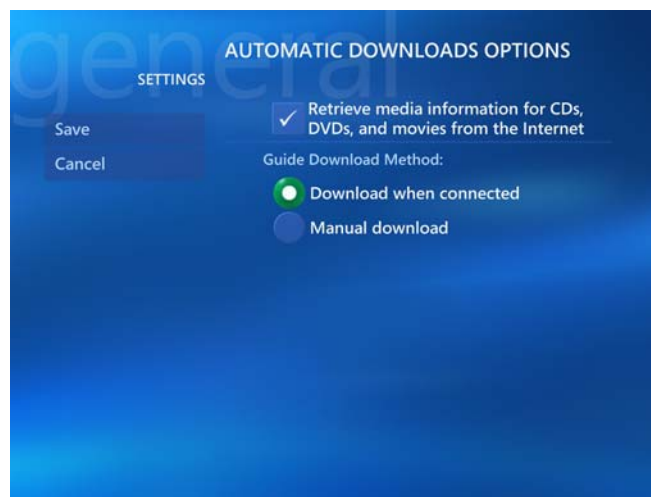 general
AUTOMATIC DOWNLOADS OPTIONS
SETTINGS
Save
Cancel
Retrieve media information for CDs,
DVDs, and movies from the Internet
Guide Download Method:
Download when connected
Manual download